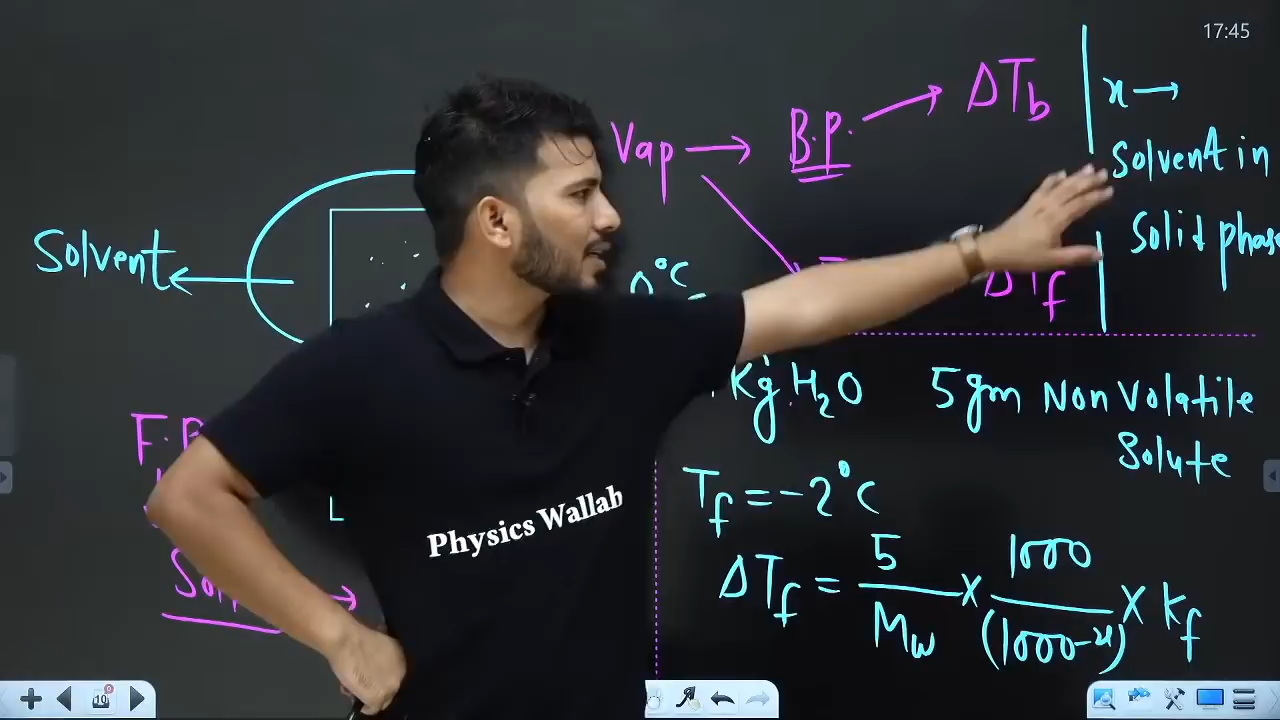 17:45
Vap → B.P. → ΔTb
x →
Solvent in
Solid phase
Solvent
0°C
ΔTf
Kg H2O
5 gm Non Volatile
Solute
Tf = -2°C
ΔTf = 5/Mw × 1000/(1000-x) × Kf
F.P
Physics Wallah
10